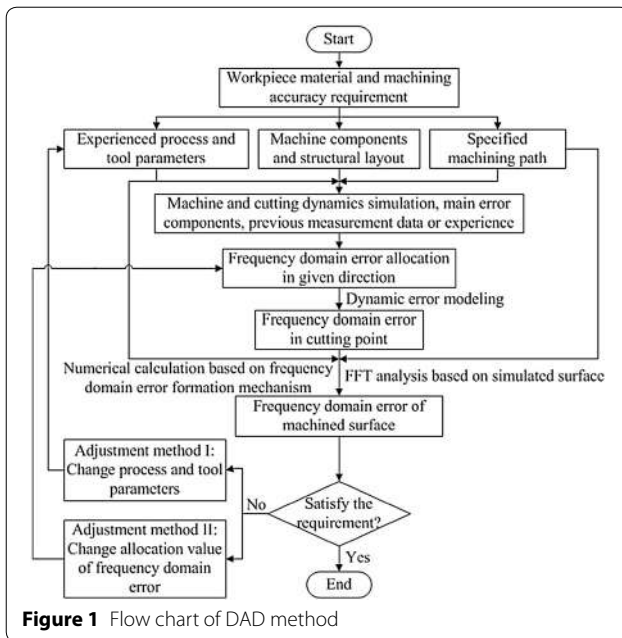 Start
Workpiece material and machining
accuracy requirement
Experienced process and
tool parameters
Machine components
and structural layout
Specified
machining path
Machine and cutting dynamics simulation, main error
components, previous measurement data or experience
Frequency domain error allocation
in given direction
Dynamic error modeling
Frequency domain error
in cutting point
Numerical calculation based on frequency
domain error formation mechanism
FFT analysis based on simulated surface
Frequency domain error of
machined surface
Adjustment method I:
Change process and tool
parameters
No
Satisfy the
requirement?
Adjustment method II:
Change allocation value
of frequency domain
error
Yes
End
Figure 1 Flow chart of DAD method